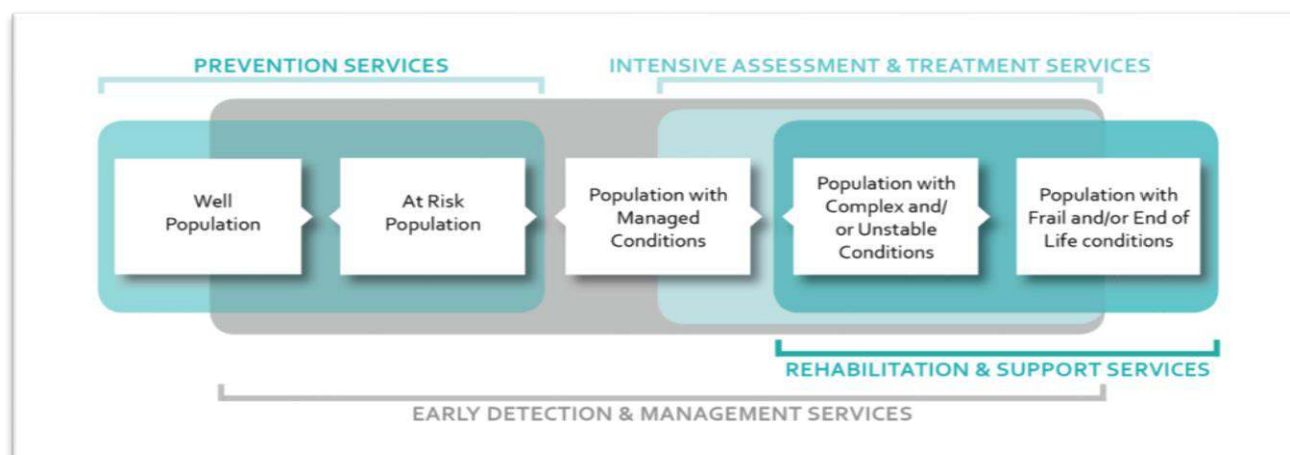 PREVENTION SERVICES
INTENSIVE ASSESSMENT & TREATMENT SERVICES
Well
Population
At Risk
Population
Population with
Managed
Conditions
Population with
Complex and/
or Unstable
Conditions
Population with
Frail and/or End of
Life conditions
REHABILITATION & SUPPORT SERVICES
EARLY DETECTION & MANAGEMENT SERVICES